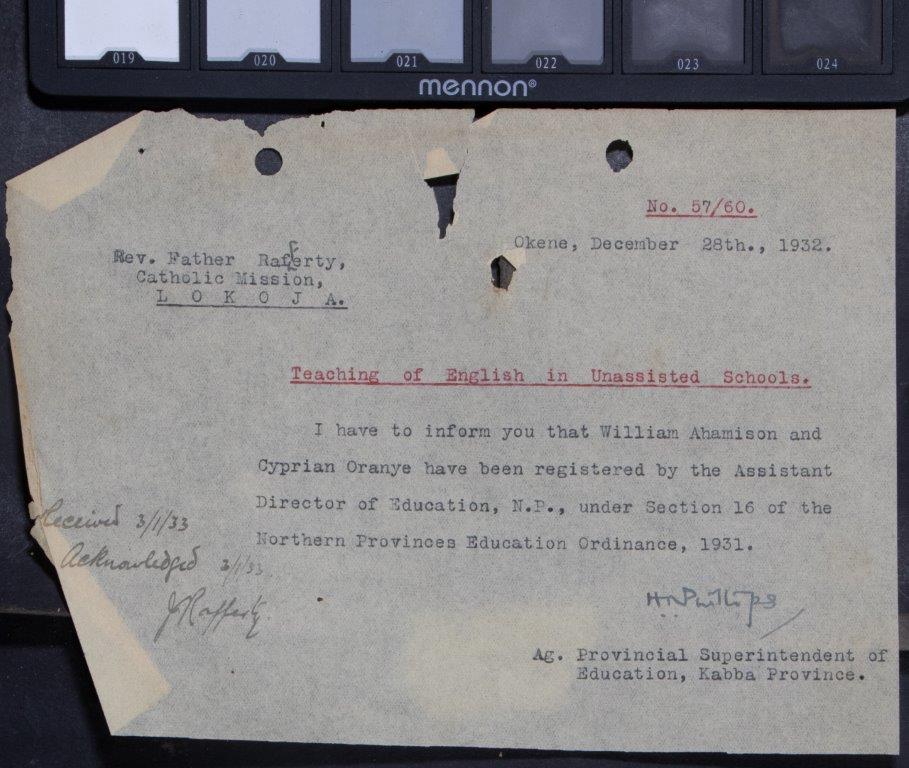 019 020 021 022 023 024
mennon®
No. 57/60.
Okene, December 28th., 1932.
Rev. Father Rafferty,
Catholic Mission,
L O K O J A.
Teaching of English in Unassisted Schools.
I have to inform you that William Ahamison and
Cyprian Oranye have been registered by the Assistant
Director of Education, N.P., under Section 16 of the
Northern Provinces Education Ordinance, 1931.
Received 3/1/33
Acknowledged 3/1/33
J Rafferty.
H.N. Phillips
Ag. Provincial Superintendent of
Education, Kabba Province.